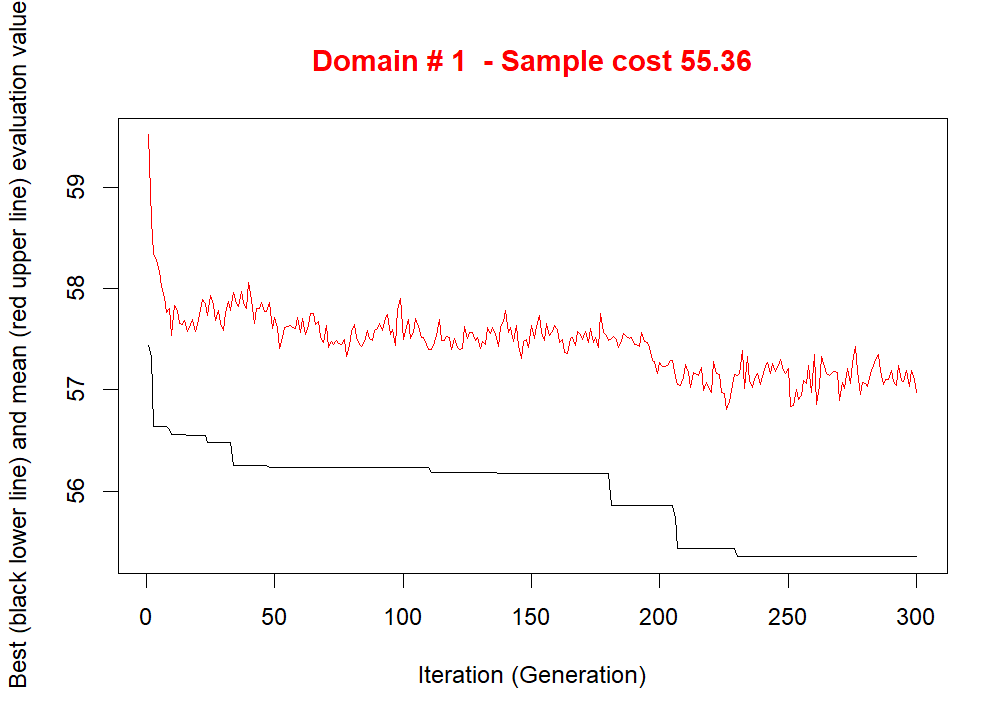 Domain # 1  - Sample cost 55.36
Best (black lower line) and mean (red upper line) evaluation value
59
58
57
56
0 50 100 150 200 250 300
Iteration (Generation)